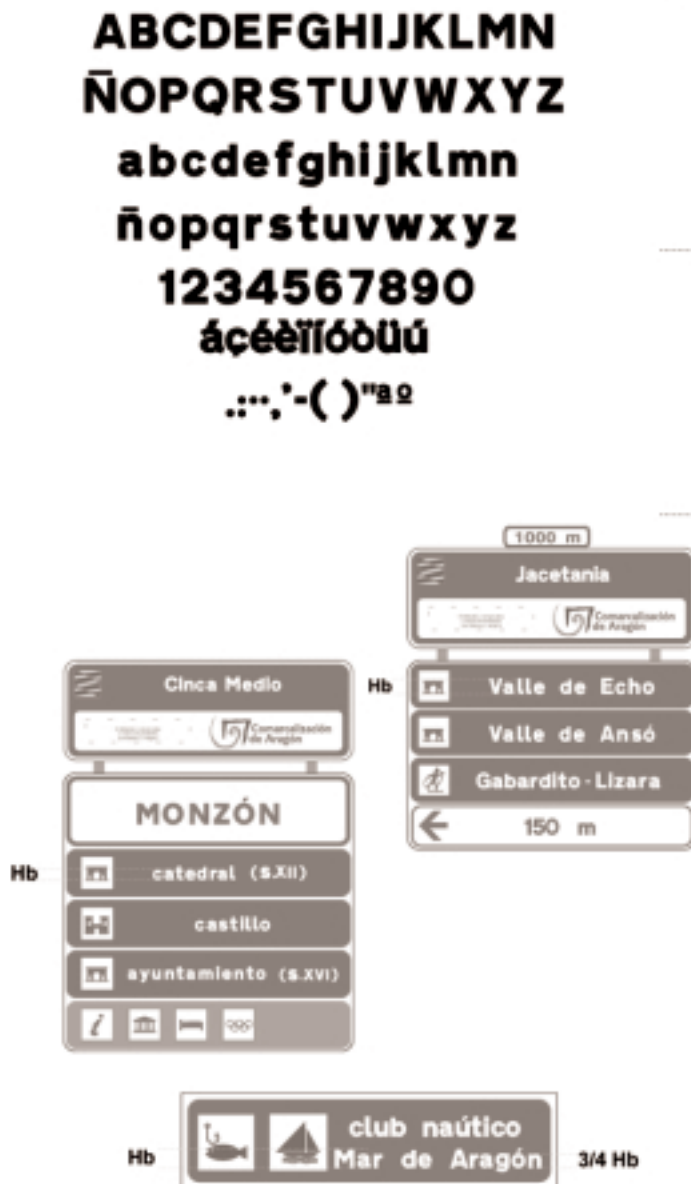 ABCDEFGHIJKLMN
ÑOPQRSTUVWXYZ
abcdefghijklmn
ñopqrstuvwxyz
1234567890
áçéèïíóòüú
.:··,'-( )"ªº
1000 m
Jacetania
Comarcalización
de Aragón
Hb
Valle de Echo
Valle de Ansó
Gabardito - Lizara
150 m
Cinca Medio
Comarcalización
de Aragón
MONZÓN
Hb
catedral (S.XII)
castillo
ayuntamiento (S.XVI)
i
Hb
club naútico
Mar de Aragón
3/4 Hb